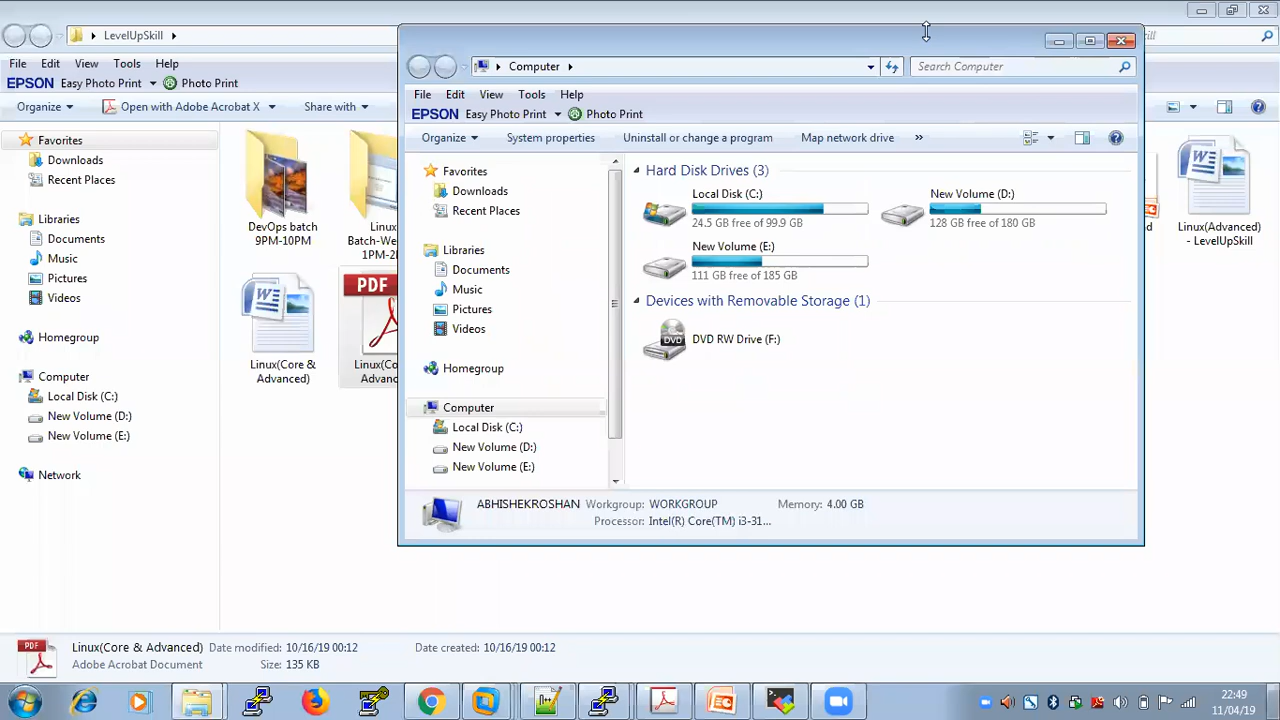 LevelUpSkill
File Edit View Tools Help
EPSON Easy Photo Print Photo Print
Organize Open with Adobe Acrobat X Share with
Favorites
Downloads
Recent Places
Libraries
Documents
Music
Pictures
Videos
Homegroup
Computer
Local Disk (C:)
New Volume (D:)
New Volume (E:)
Network
DevOps batch
9PM-10PM
Linux
Linux(Core &
Advanced)
PDF
Linux(Advanced)
- LevelUpSkill
Computer
Search Computer
File Edit View Tools Help
EPSON Easy Photo Print Photo Print
Organize System properties Uninstall or change a program Map network drive »
Favorites
Downloads
Recent Places
Libraries
Documents
Music
Pictures
Videos
Homegroup
Computer
Local Disk (C:)
New Volume (D:)
New Volume (E:)
Hard Disk Drives (3)
Local Disk (C:)
24.5 GB free of 99.9 GB
New Volume (D:)
128 GB free of 180 GB
New Volume (E:)
111 GB free of 185 GB
Devices with Removable Storage (1)
DVD
DVD RW Drive (F:)
ABHISHEKROSHAN Workgroup: WORKGROUP Memory: 4.00 GB
Processor: Intel(R) Core(TM) i3-31...
PDF
Linux(Core & Advanced) Date modified: 10/16/19 00:12 Date created: 10/16/19 00:12
Adobe Acrobat Document Size: 135 KB
22:49
11/04/19